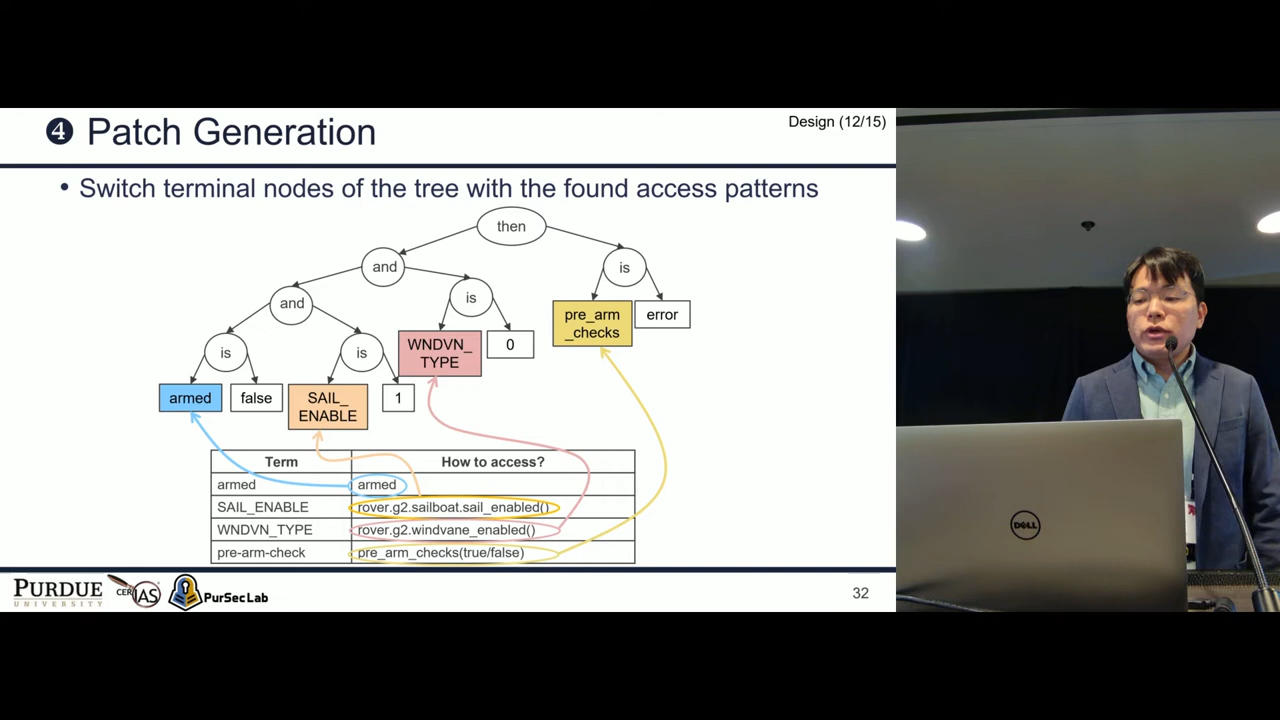 ❹ Patch Generation
Design (12/15)
• Switch terminal nodes of the tree with the found access patterns
then
and
is
and
is
pre_arm
_checks
error
is
is
WNDVN_
TYPE
0
armed
false
SAIL_
ENABLE
1
Term How to access?
armed armed
SAIL_ENABLE rover.g2.sailboat.sail_enabled()
WNDVN_TYPE rover.g2.windvane_enabled()
pre-arm-check pre_arm_checks(true/false)
PURDUE
UNIVERSITY
CERIAS
PurSecLab
32
DELL